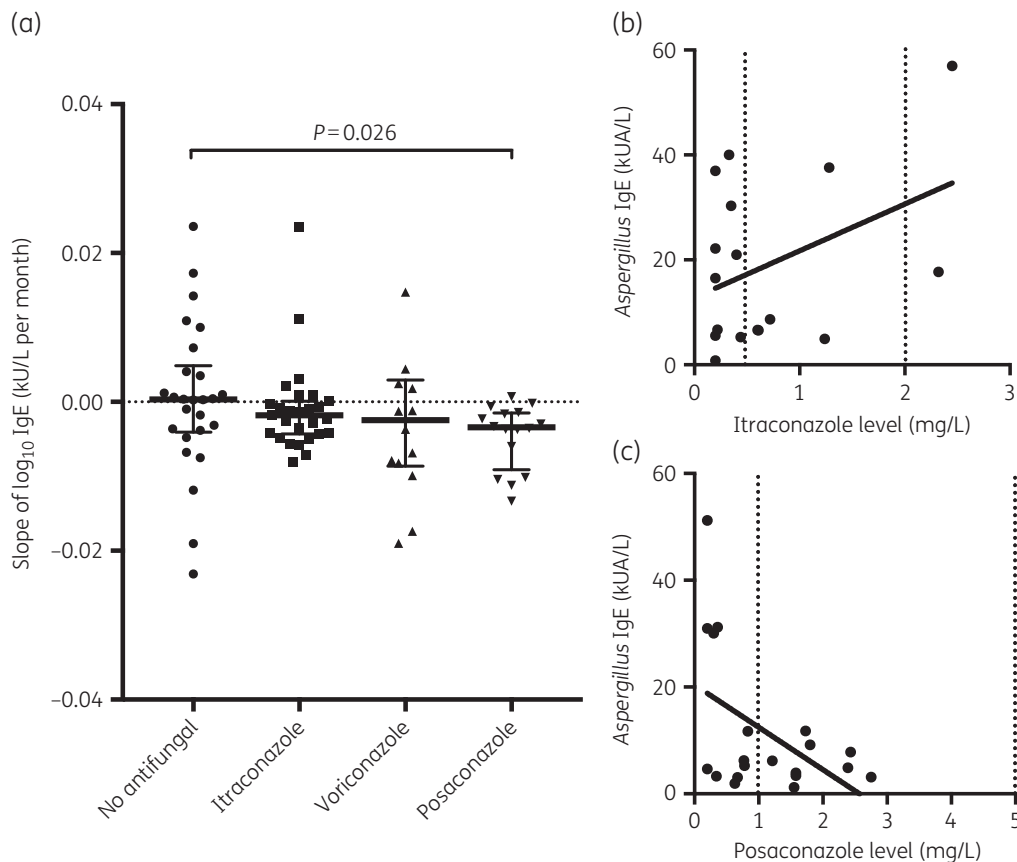 (a)
P=0.026
Slope of log10 IgE (kU/L per month)
0.04
0.02
0.00
–0.02
–0.04
No antifungal
Itraconazole
Voriconazole
Posaconazole
(b)
Aspergillus IgE (kUA/L)
60
40
20
0
0 1 2 3
Itraconazole level (mg/L)
(c)
Aspergillus IgE (kUA/L)
60
40
20
0
0 1 2 3 4 5
Posaconazole level (mg/L)